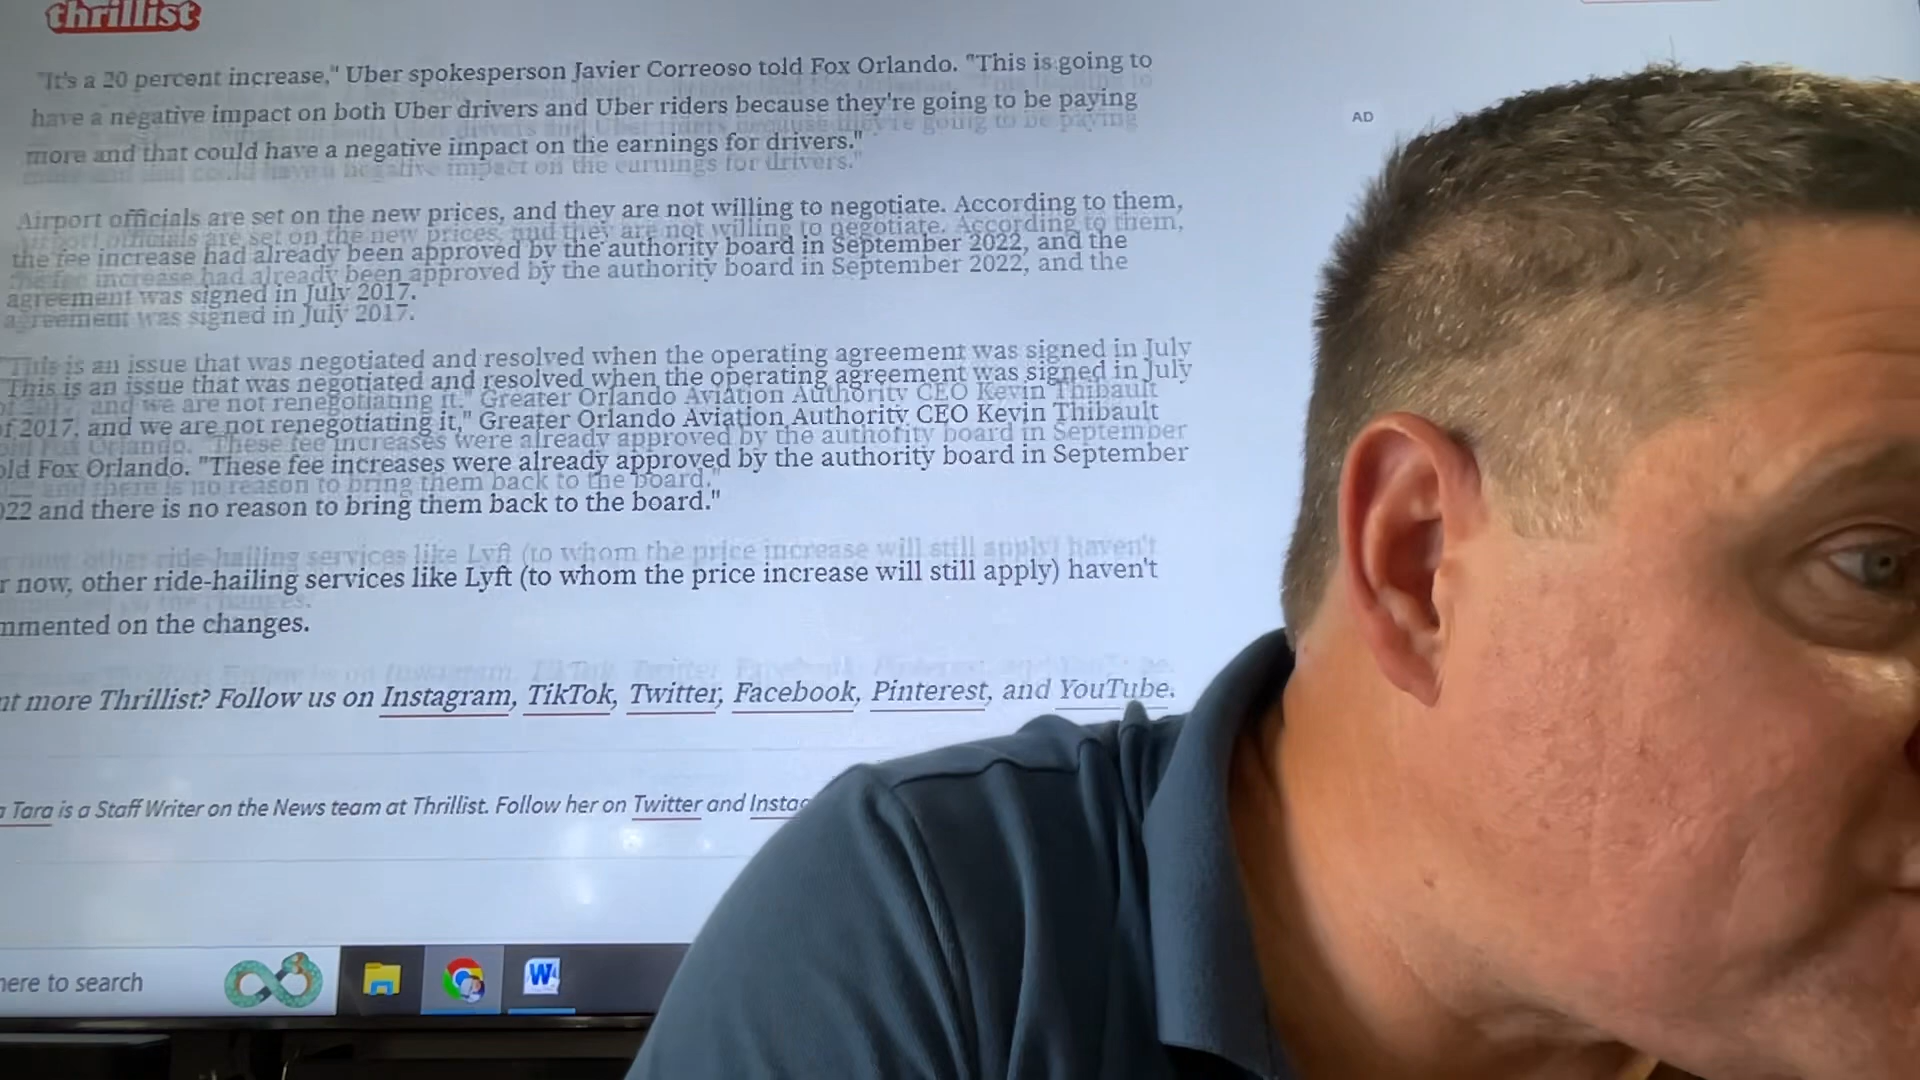 thrillist
"It's a 20 percent increase," Uber spokesperson Javier Correoso told Fox Orlando. "This is going to
have a negative impact on both Uber drivers and Uber riders because they're going to be paying
more and that could have a negative impact on the earnings for drivers."
AD
Airport officials are set on the new prices, and they are not willing to negotiate. According to them,
the fee increase had already been approved by the authority board in September 2022, and the
agreement was signed in July 2017.
"This is an issue that was negotiated and resolved when the operating agreement was signed in July
of 2017, and we are not renegotiating it," Greater Orlando Aviation Authority CEO Kevin Thibault
old Fox Orlando. "These fee increases were already approved by the authority board in September
022 and there is no reason to bring them back to the board."
r now, other ride-hailing services like Lyft (to whom the price increase will still apply) haven't
mmented on the changes.
nt more Thrillist? Follow us on Instagram, TikTok, Twitter, Facebook, Pinterest, and YouTube.
a Tara is a Staff Writer on the News team at Thrillist. Follow her on Twitter and Instag
here to search
W